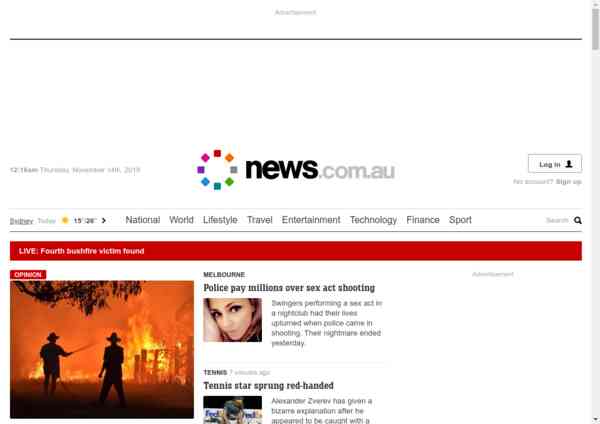 Advertisement
12:16am Thursday, November 14th, 2019
news.com.au
Log in
No account? Sign up
Sydney Today 15°/26°
National World Lifestyle Travel Entertainment Technology Finance Sport
Search
LIVE: Fourth bushfire victim found
OPINION
MELBOURNE
Police pay millions over sex act shooting
Swingers performing a sex act in
a nightclub had their lives
upturned when police came in
shooting. Their nightmare ended
yesterday.
TENNIS 7 minutes ago
Tennis star sprung red-handed
Alexander Zverev has given a
bizarre explanation after he
appeared to be caught with a
FedEx
Advertisement